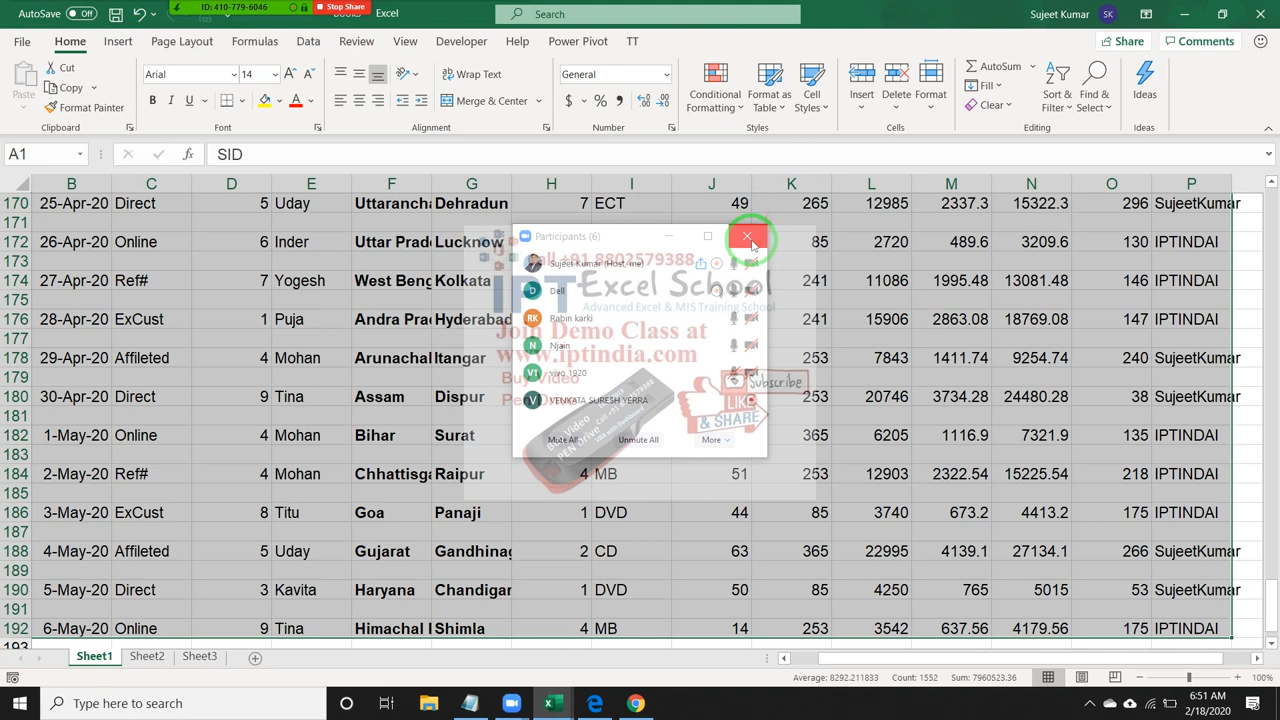 AutoSave Off Excel Search Sujeet Kumar SK
ID: 410-779-6046 Stop Share
File Home Insert Page Layout Formulas Data Review View Developer Help Power Pivot TT Share Comments
Paste Cut Copy Format Painter Clipboard
Arial 14 B I U A Font
Wrap Text Merge & Center Alignment
General $ % Number
Conditional Formatting Format as Table Cell Styles Styles
Insert Delete Format Cells
AutoSum Fill Clear Sort & Filter Find & Select Editing
Ideas Ideas
A1 fx SID
B C D E F G H I J K L M N O P
170 25-Apr-20 Direct 5 Uday Uttarancha Dehradun 7 ECT 49 265 12985 2337.3 15322.3 296 SujeetKumar
171
172 26-Apr-20 Online 6 Inder Uttar Prade Lucknow 85 2720 489.6 3209.6 130 IPTINDAI
173
174 27-Apr-20 Ref# 7 Yogesh West Beng Kolkata 241 11086 1995.48 13081.48 146 IPTINDAI
175
176 28-Apr-20 ExCust 1 Puja Andra Prad Hyderabad 241 15906 2863.08 18769.08 147 IPTINDAI
177
178 29-Apr-20 Affileted 4 Mohan Arunachal Itangar 253 7843 1411.74 9254.74 240 SujeetKumar
179
180 30-Apr-20 Direct 9 Tina Assam Dispur 253 20746 3734.28 24480.28 38 SujeetKumar
181
182 1-May-20 Online 4 Mohan Bihar Surat 365 6205 1116.9 7321.9 135 IPTINDAI
183
184 2-May-20 Ref# 4 Mohan Chhattisga Raipur 4 MB 51 253 12903 2322.54 15225.54 218 IPTINDAI
185
186 3-May-20 ExCust 8 Titu Goa Panaji 1 DVD 44 85 3740 673.2 4413.2 175 IPTINDAI
187
188 4-May-20 Affileted 5 Uday Gujarat Gandhinag 2 CD 63 365 22995 4139.1 27134.1 266 SujeetKumar
189
190 5-May-20 Direct 3 Kavita Haryana Chandigar 1 DVD 50 85 4250 765 5015 53 SujeetKumar
191
192 6-May-20 Online 9 Tina Himachal Shimla 4 MB 14 253 3542 637.56 4179.56 175 IPTINDAI
193
Participants (6)
Sujeet Kumar (Host, me)
D Dell
RK Rabin karki
N Njain
V1 vivo 1920
V VENKATA SURESH YERRA
Mute All Unmute All More
Call +91 8802579388
IPT Excel School
Advanced Excel & MIS Training School
Join Demo Class at
www.iptindia.com
Buy Video
Pen Drive
Subscribe
LIKE
& SHARE
Sheet1 Sheet2 Sheet3
Average: 8292.211833 Count: 1552 Sum: 7960523.36 100%
Type here to search
6:51 AM
2/18/2020